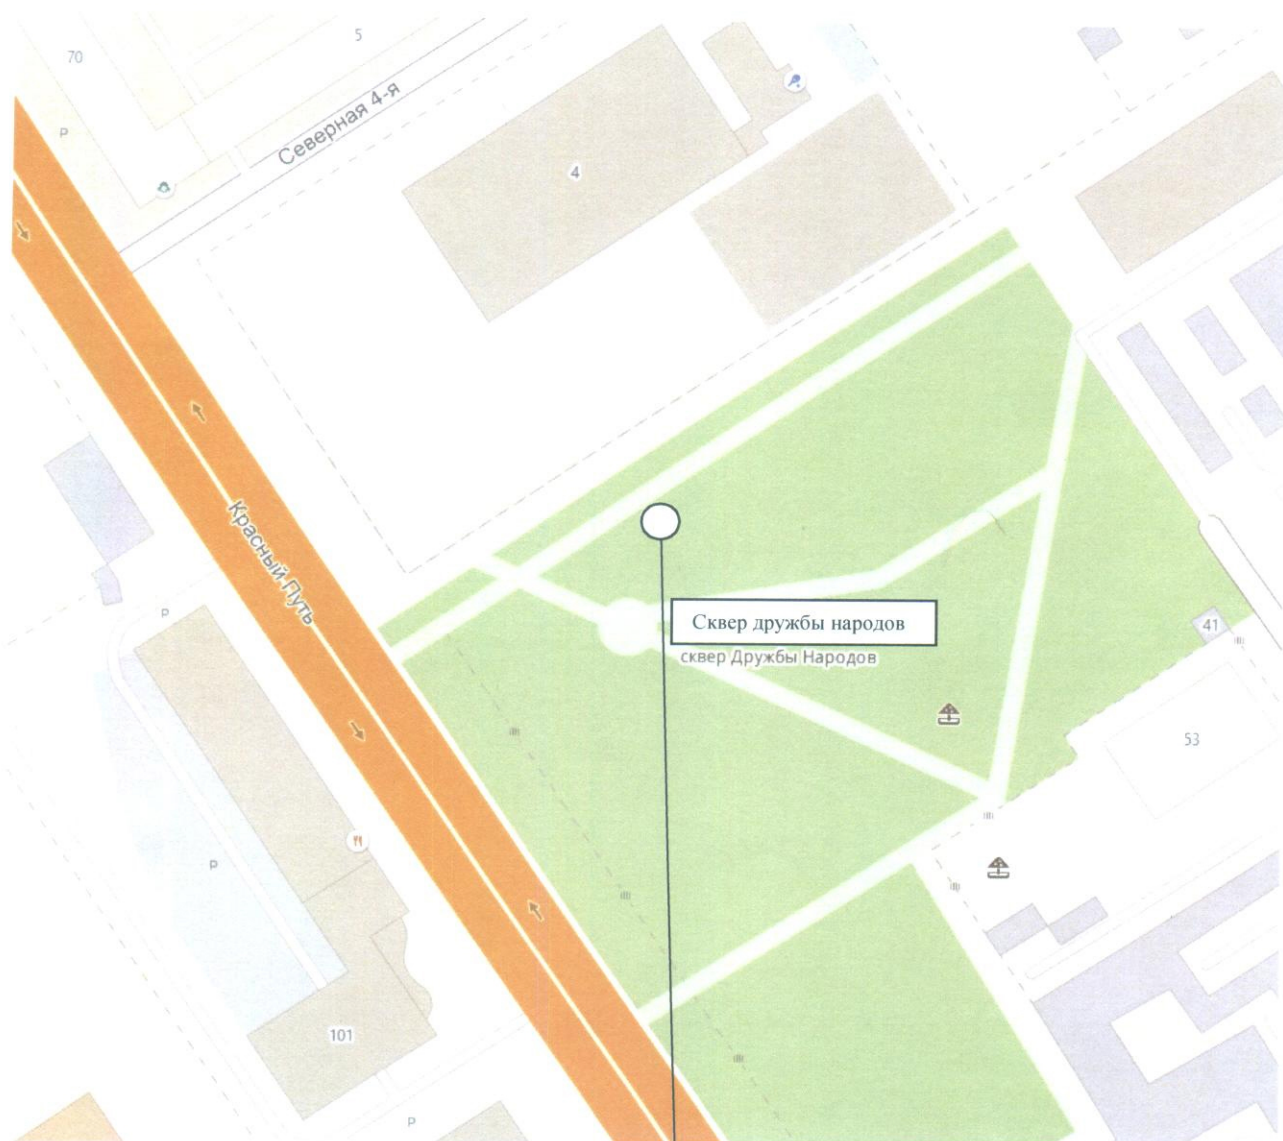 70
5
Северная 4-я
P
4
Красный Путь
P
Сквер дружбы народов
сквер Дружбы Народов
41
53
P
101
P